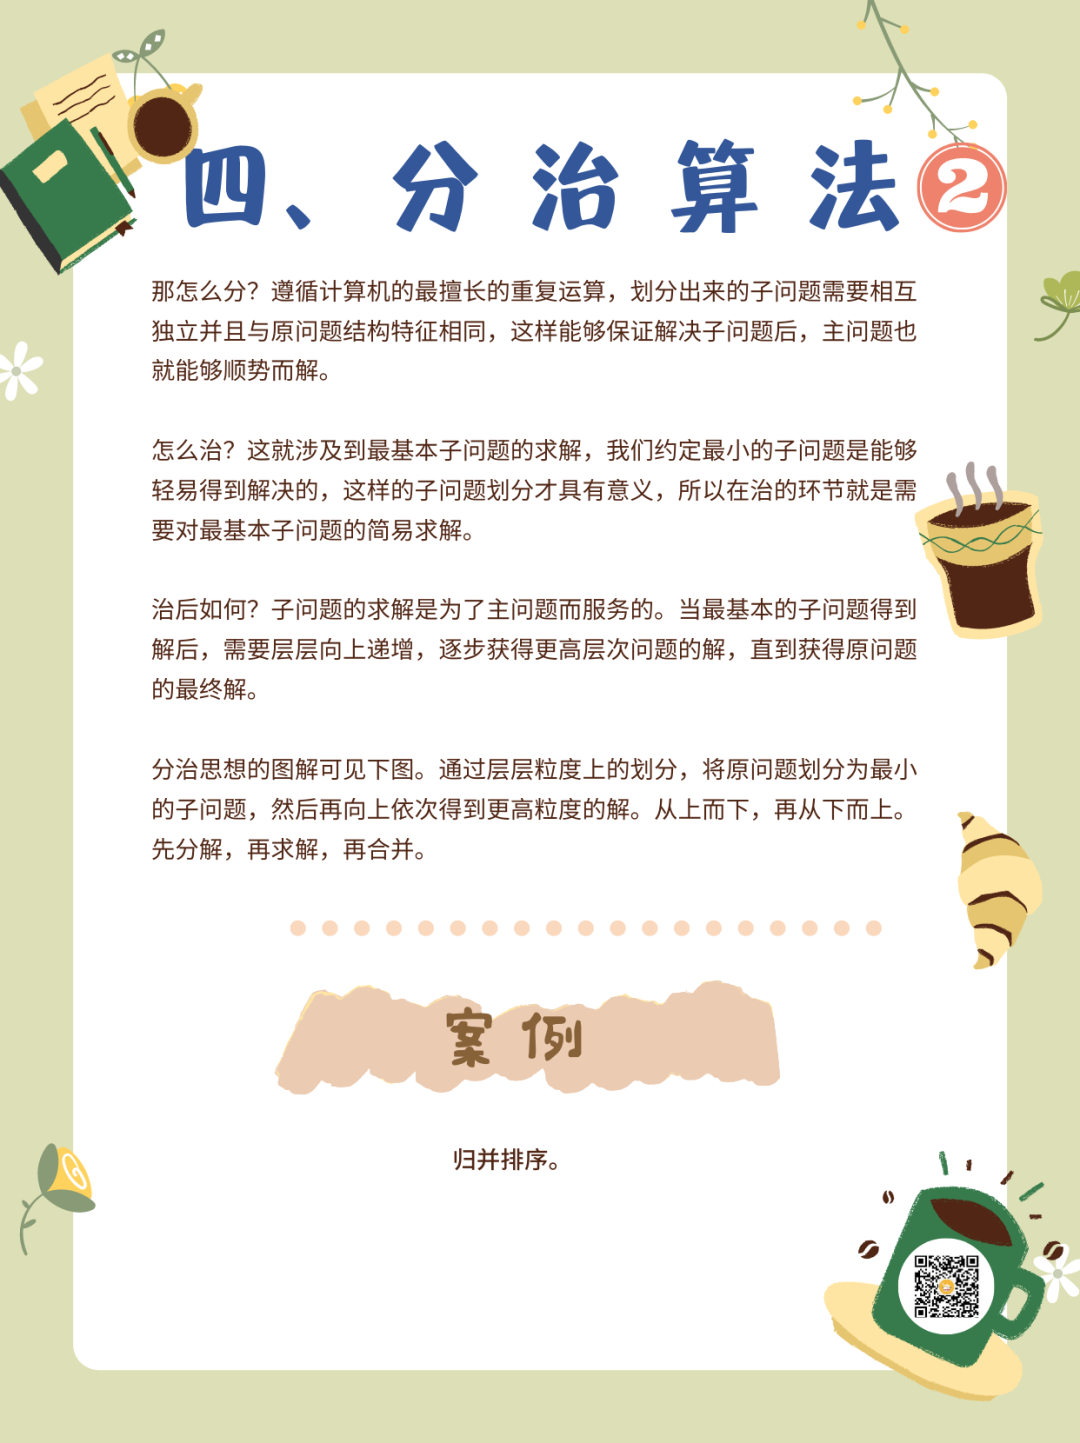 四、分治算法2
那怎么分？遵循计算机的最擅长的重复运算，划分出来的子问题需要相互
独立并且与原问题结构特征相同，这样能够保证解决子问题后，主问题也
就能够顺势而解。
怎么治？这就涉及到最基本子问题的求解，我们约定最小的子问题是能够
轻易得到解决的，这样的子问题划分才具有意义，所以在治的环节就是需
要对最基本子问题的简易求解。
治后如何？子问题的求解是为了主问题而服务的。当最基本的子问题得到
解后，需要层层向上递增，逐步获得更高层次问题的解，直到获得原问题
的最终解。
分治思想的图解可见下图。通过层层粒度上的划分，将原问题划分为最小
的子问题，然后再向上依次得到更高粒度的解。从上而下，再从下而上。
先分解，再求解，再合并。
案例
归并排序。